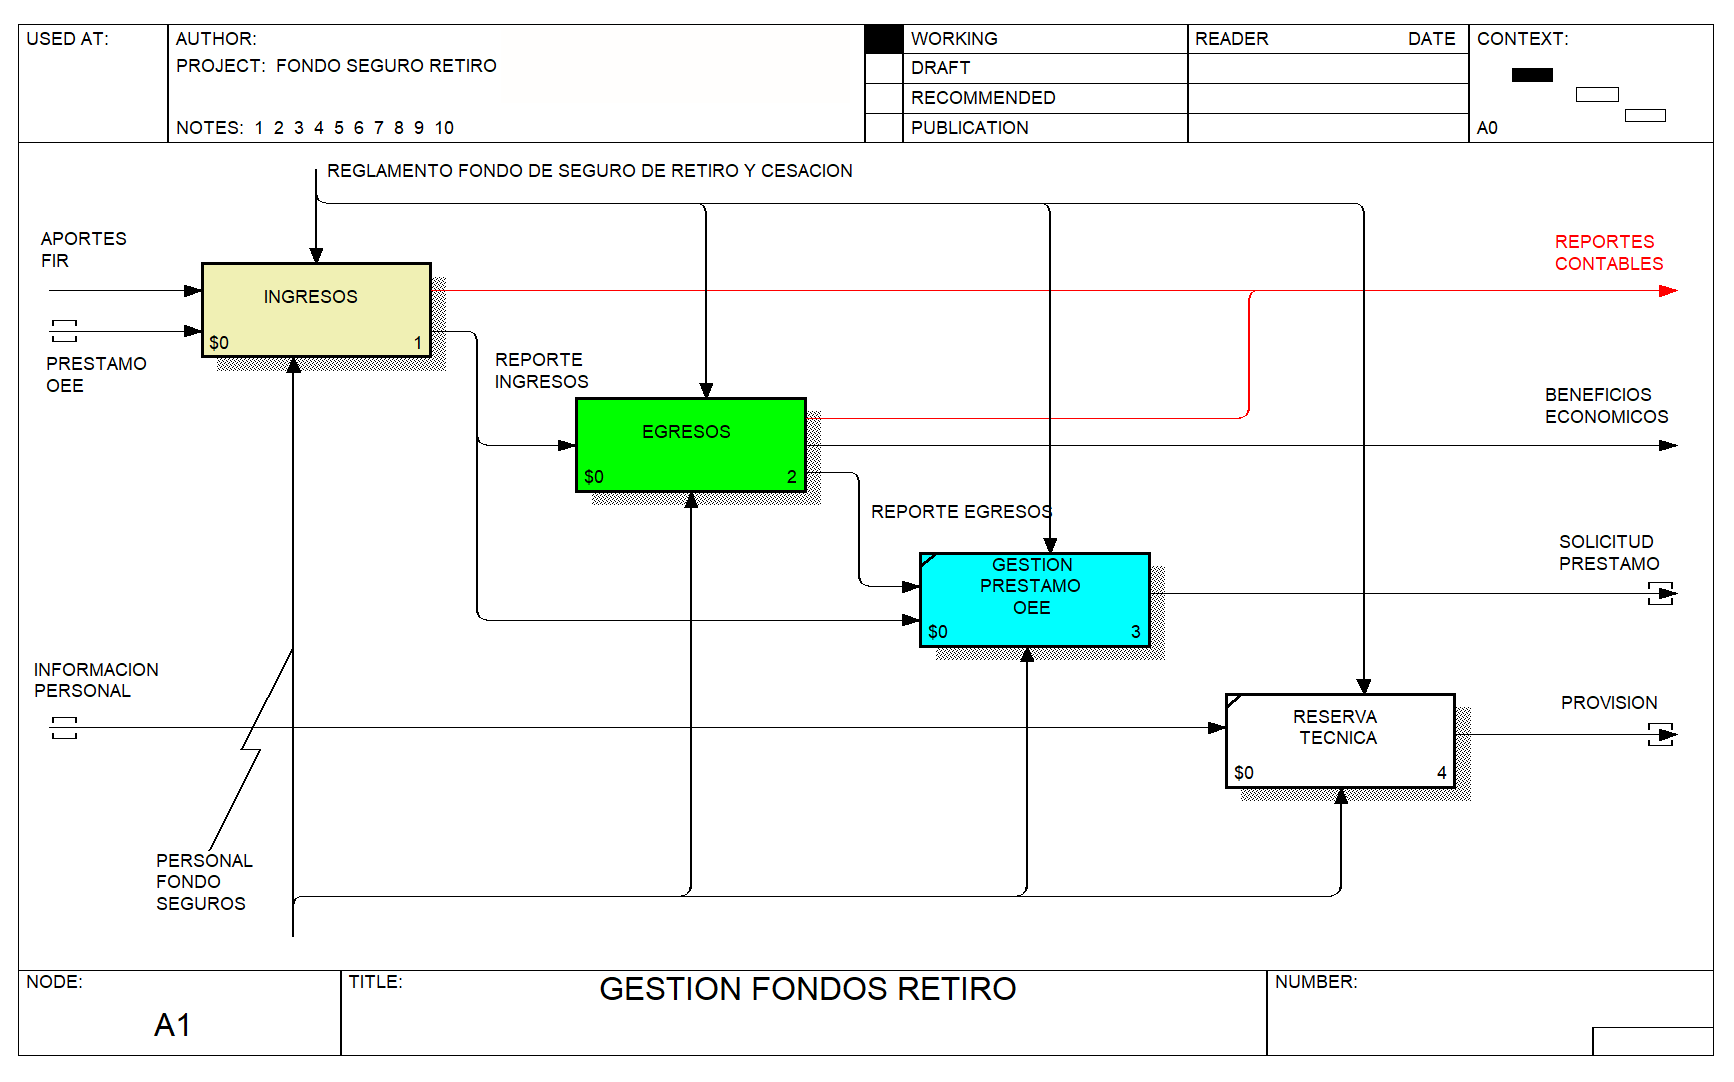 USED AT:
AUTHOR:
PROJECT: FONDO SEGURO RETIRO
NOTES: 1 2 3 4 5 6 7 8 9 10
WORKING
DRAFT
RECOMMENDED
PUBLICATION
READER DATE
CONTEXT:
A0
REGLAMENTO FONDO DE SEGURO DE RETIRO Y CESACION
APORTES
FIR
PRESTAMO
OEE
INGRESOS
$0 1
REPORTES
CONTABLES
REPORTE
INGRESOS
EGRESOS
$0 2
BENEFICIOS
ECONOMICOS
REPORTE EGRESOS
GESTION
PRESTAMO
OEE
$0 3
SOLICITUD
PRESTAMO
INFORMACION
PERSONAL
RESERVA
TECNICA
$0 4
PROVISION
PERSONAL
FONDO
SEGUROS
NODE:
A1
TITLE:
GESTION FONDOS RETIRO
NUMBER: